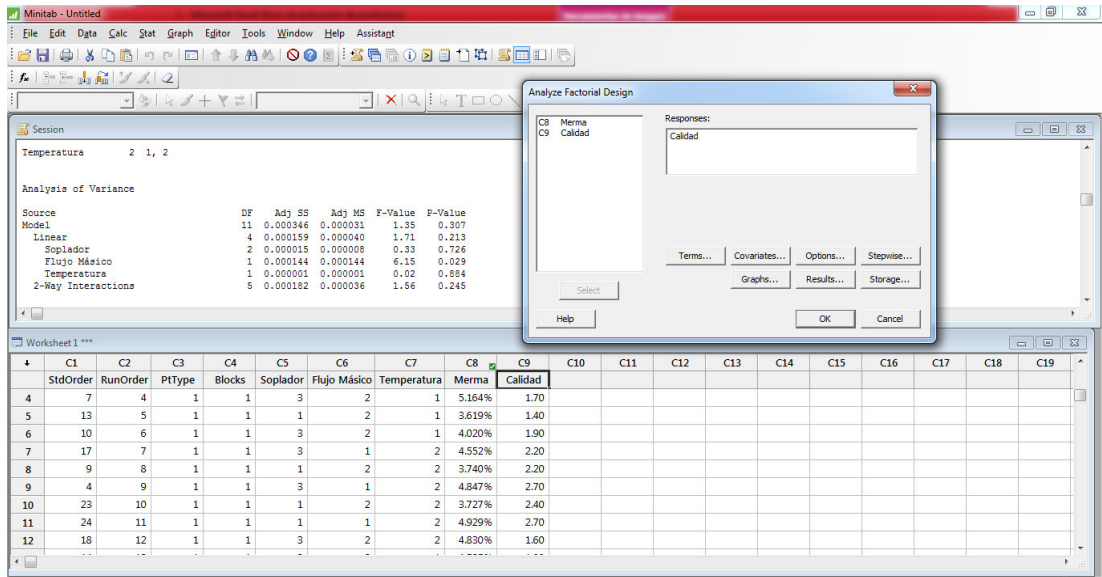 Minitab - Untitled
File Edit Data Calc Stat Graph Editor Tools Window Help Assistant
Session
Temperatura 2 1, 2
Analysis of Variance
Source DF Adj SS Adj MS F-Value P-Value
Model 11 0.000346 0.000031 1.35 0.307
Linear 4 0.000159 0.000040 1.71 0.213
Soplador 2 0.000015 0.000008 0.33 0.726
Flujo Másico 1 0.000144 0.000144 6.15 0.029
Temperatura 1 0.000001 0.000001 0.02 0.884
2-Way Interactions 5 0.000182 0.000036 1.56 0.245
Analyze Factorial Design
C8 Merma
C9 Calidad
Responses:
Calidad
Terms... Covariates... Options... Stepwise...
Graphs... Results... Storage...
Select
Help OK Cancel
Worksheet 1 ***
C1 C2 C3 C4 C5 C6 C7 C8 C9 C10 C11 C12 C13 C14 C15 C16 C17 C18 C19
StdOrder RunOrder PtType Blocks Soplador Flujo Másico Temperatura Merma Calidad
4 7 4 1 1 3 2 1 5.164% 1.70
5 13 5 1 1 1 2 1 3.619% 1.40
6 10 6 1 1 3 2 1 4.020% 1.90
7 17 7 1 1 3 1 2 4.552% 2.20
8 9 8 1 1 1 2 2 3.740% 2.20
9 4 9 1 1 3 1 2 4.847% 2.70
10 23 10 1 1 1 2 2 3.727% 2.40
11 24 11 1 1 1 1 2 4.929% 2.70
12 18 12 1 1 3 2 2 4.830% 1.60